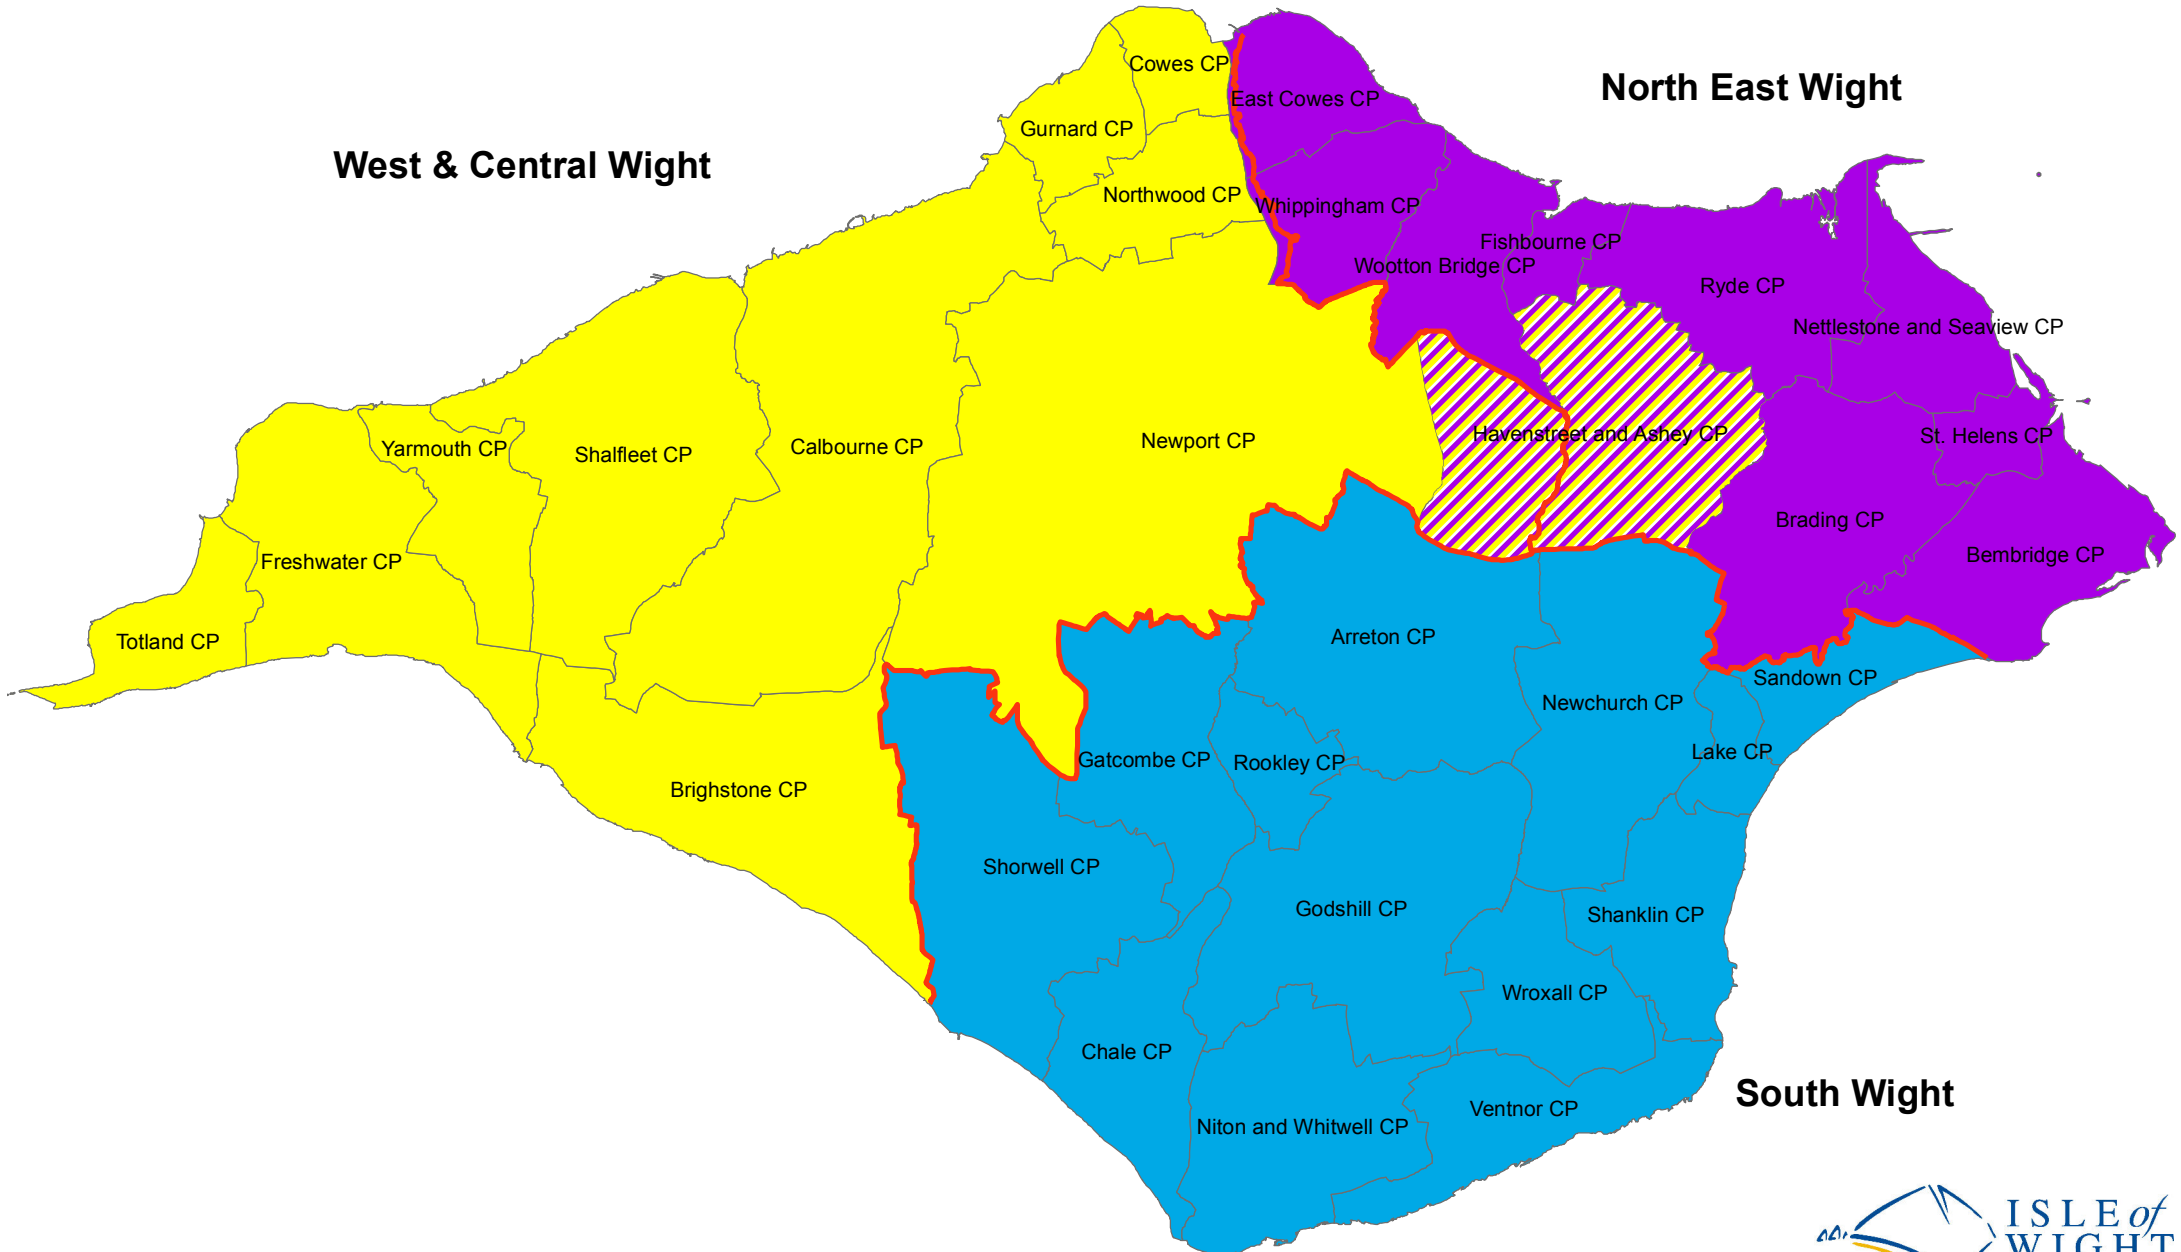 Cowes CP
East Cowes CP
North East Wight
Gurnard CP
West & Central Wight
Northwood CP
Whippingham CP
Fishbourne CP
Wootton Bridge CP
Ryde CP
Nettlestone and Seaview CP
Havenstreet and Ashey CP
St. Helens CP
Newport CP
Calbourne CP
Yarmouth CP
Shalfleet CP
Brading CP
Bembridge CP
Freshwater CP
Totland CP
Arreton CP
Sandown CP
Newchurch CP
Lake CP
Gatcombe CP
Rookley CP
Brighstone CP
Shorwell CP
Godshill CP
Shanklin CP
Wroxall CP
Chale CP
South Wight
Ventnor CP
Niton and Whitwell CP
ISLE of
WIGHT